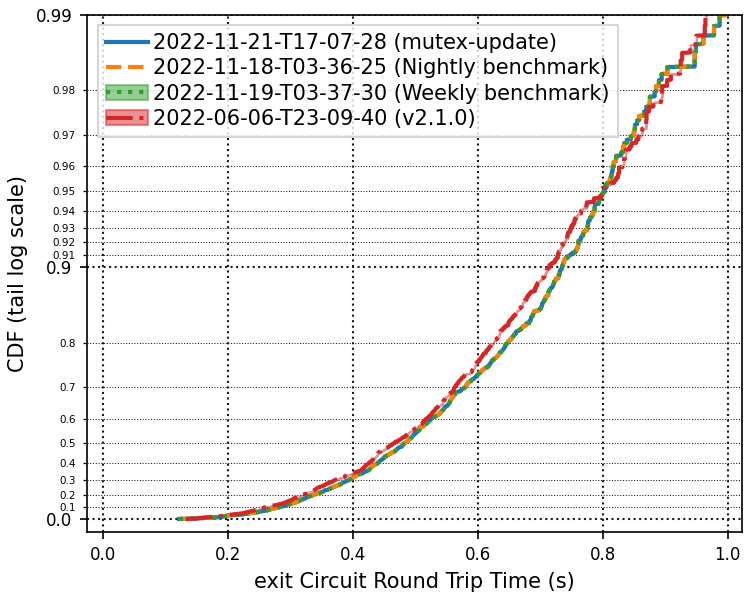 0.99
2022-11-21-T17-07-28 (mutex-update)
2022-11-18-T03-36-25 (Nightly benchmark)
2022-11-19-T03-37-30 (Weekly benchmark)
2022-06-06-T23-09-40 (v2.1.0)
0.98
0.97
0.96
0.95
0.94
0.93
0.92
0.91
0.9
0.8
0.7
0.6
0.5
0.4
0.3
0.2
0.1
0.0
CDF (tail log scale)
0.0 0.2 0.4 0.6 0.8 1.0
exit Circuit Round Trip Time (s)